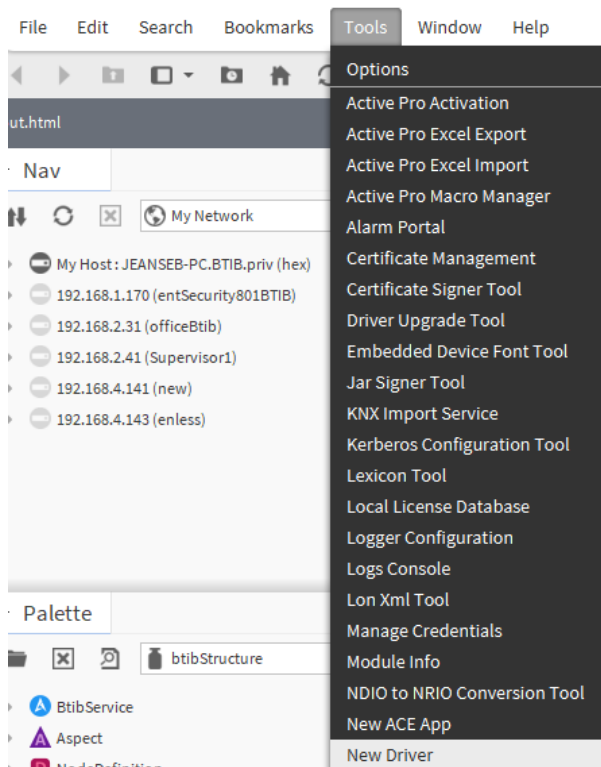 File Edit Search Bookmarks Tools Window Help
ut.html
Nav
My Network
My Host : JEANSEB-PC.BTIB.priv (hex)
192.168.1.170 (entSecurity801BTIB)
192.168.2.31 (officeBtib)
192.168.2.41 (Supervisor1)
192.168.4.141 (new)
192.168.4.143 (enless)
Palette
btibStructure
BtibService
Aspect
NodeDefinition
Options
Active Pro Activation
Active Pro Excel Export
Active Pro Excel Import
Active Pro Macro Manager
Alarm Portal
Certificate Management
Certificate Signer Tool
Driver Upgrade Tool
Embedded Device Font Tool
Jar Signer Tool
KNX Import Service
Kerberos Configuration Tool
Lexicon Tool
Local License Database
Logger Configuration
Logs Console
Lon Xml Tool
Manage Credentials
Module Info
NDIO to NRIO Conversion Tool
New ACE App
New Driver